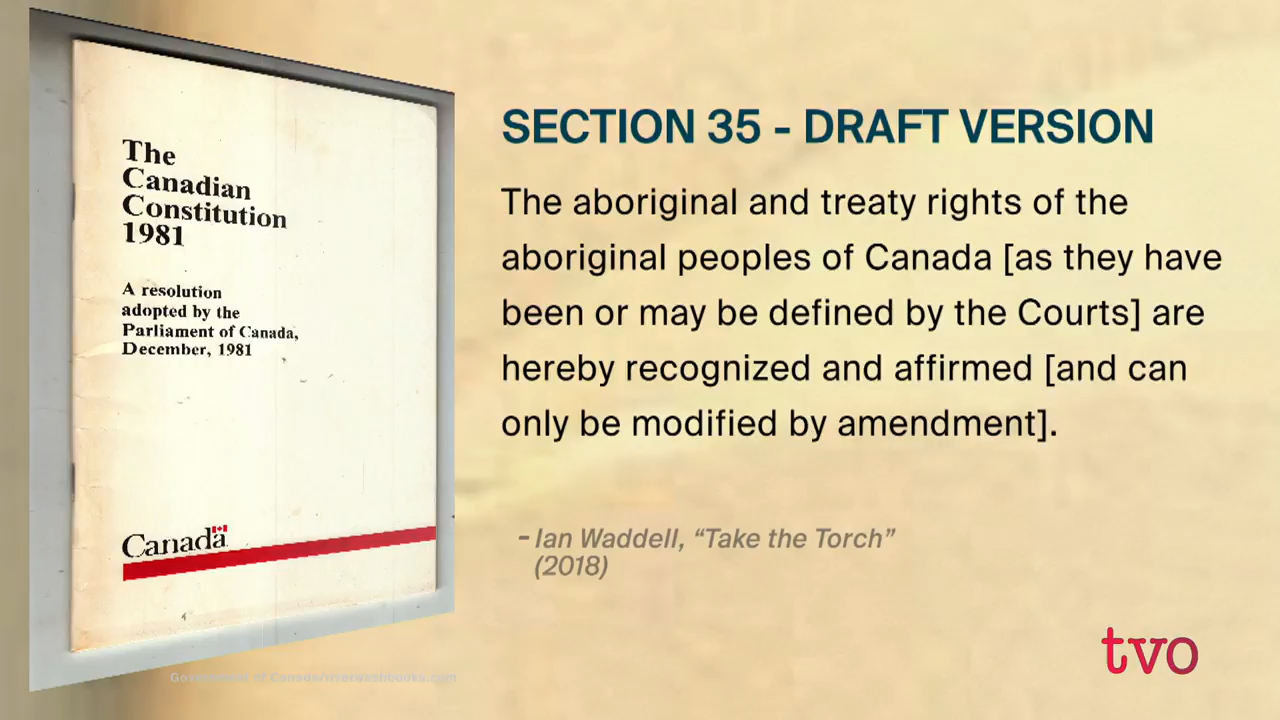 The
Canadian
Constitution
1981
A resolution
adopted by the
Parliament of Canada,
December, 1981
Canada
SECTION 35 - DRAFT VERSION
The aboriginal and treaty rights of the
aboriginal peoples of Canada [as they have
been or may be defined by the Courts] are
hereby recognized and affirmed [and can
only be modified by amendment].
- Ian Waddell, “Take the Torch”
(2018)
tvo